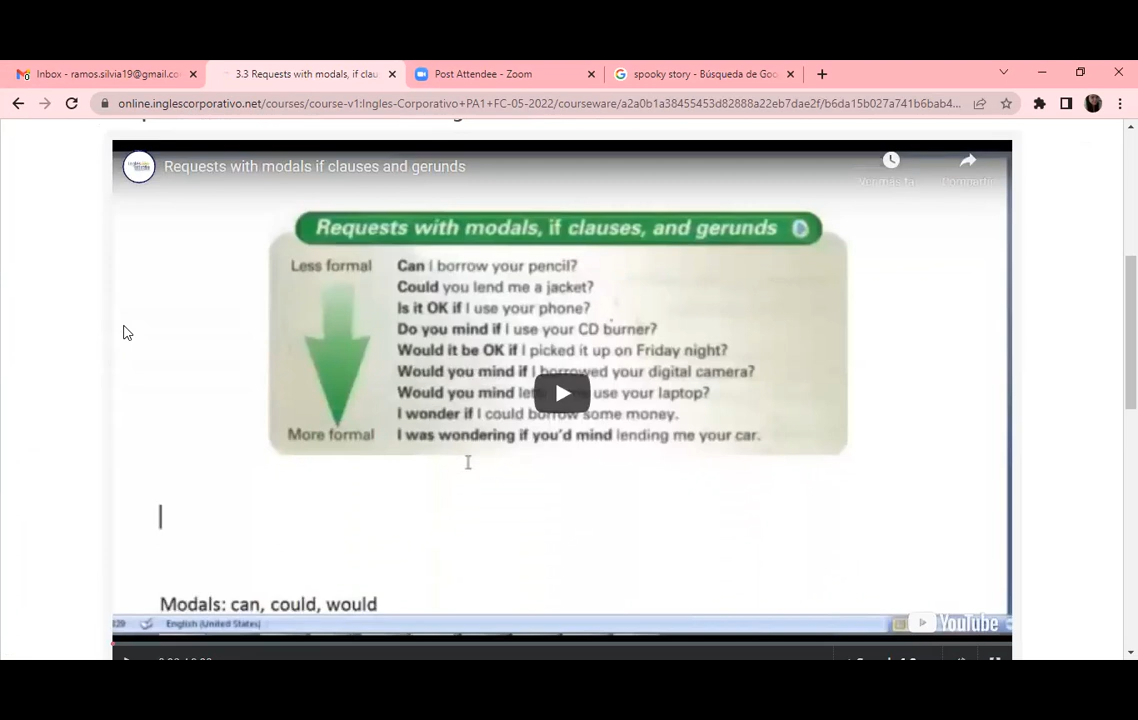 Inbox - ramos.silvia19@gmail.co
3.3 Requests with modals, if clau
Post Attendee - Zoom
spooky story - Búsqueda de Goo
online.inglescorporativo.net/courses/course-v1:Ingles-Corporativo+PA1+FC-05-2022/courseware/a2a0b1a38455453d82888a22eb7dae2f/b6da15b027a741b6bab4...
Requests with modals if clauses and gerunds
Requests with modals, if clauses, and gerunds
Less formal
Can I borrow your pencil?
Could you lend me a jacket?
Is it OK if I use your phone?
Do you mind if I use your CD burner?
Would it be OK if I picked it up on Friday night?
Would you mind if I borrowed your digital camera?
Would you mind use your laptop?
I wonder if I could borrow some money.
More formal
I was wondering if you'd mind lending me your car.
Modals: can, could, would
English (United States)
YouTube